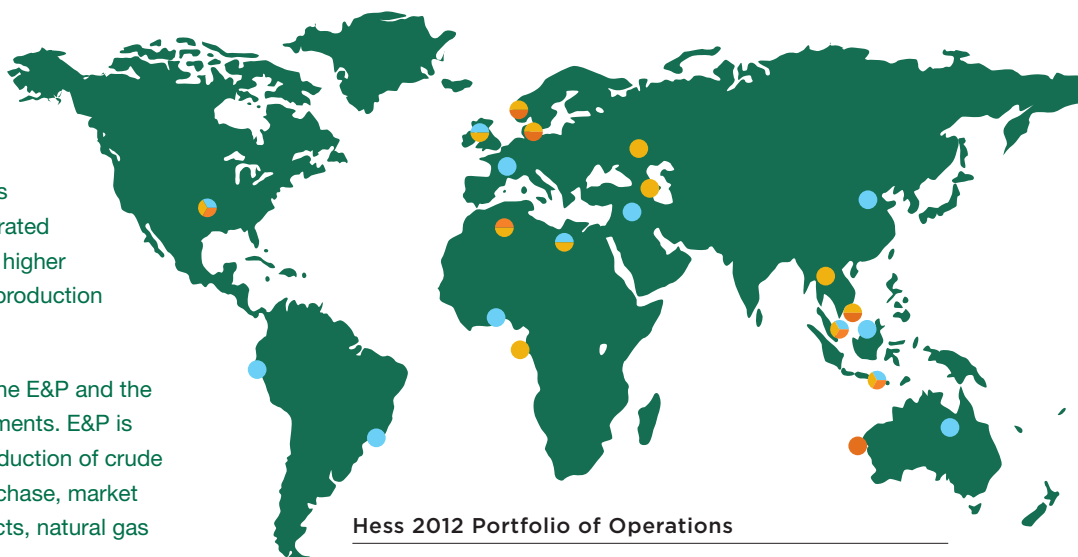 s
rated
higher
production
he E&P and the
ments. E&P is
duction of crude
chase, market
cts, natural gas
Hess 2012 Portfolio of Operations